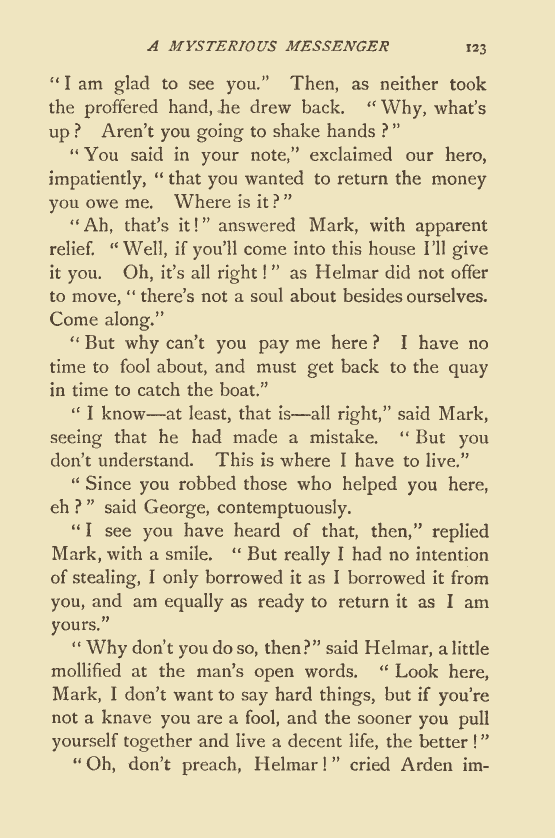 A MYSTERIOUS MESSENGER 123
"I am glad to see you." Then, as neither took
the proffered hand, he drew back. "Why, what's
up? Aren't you going to shake hands?"
"You said in your note," exclaimed our hero,
impatiently, "that you wanted to return the money
you owe me. Where is it?"
"Ah, that's it!" answered Mark, with apparent
relief. "Well, if you'll come into this house I'll give
it you. Oh, it's all right!" as Helmar did not offer
to move, "there's not a soul about besides ourselves.
Come along."
"But why can't you pay me here? I have no
time to fool about, and must get back to the quay
in time to catch the boat."
"I know—at least, that is—all right," said Mark,
seeing that he had made a mistake. "But you
don't understand. This is where I have to live."
"Since you robbed those who helped you here,
eh?" said George, contemptuously.
"I see you have heard of that, then," replied
Mark, with a smile. "But really I had no intention
of stealing, I only borrowed it as I borrowed it from
you, and am equally as ready to return it as I am
yours."
"Why don't you do so, then?" said Helmar, a little
mollified at the man's open words. "Look here,
Mark, I don't want to say hard things, but if you're
not a knave you are a fool, and the sooner you pull
yourself together and live a decent life, the better!"
"Oh, don't preach, Helmar!" cried Arden im-